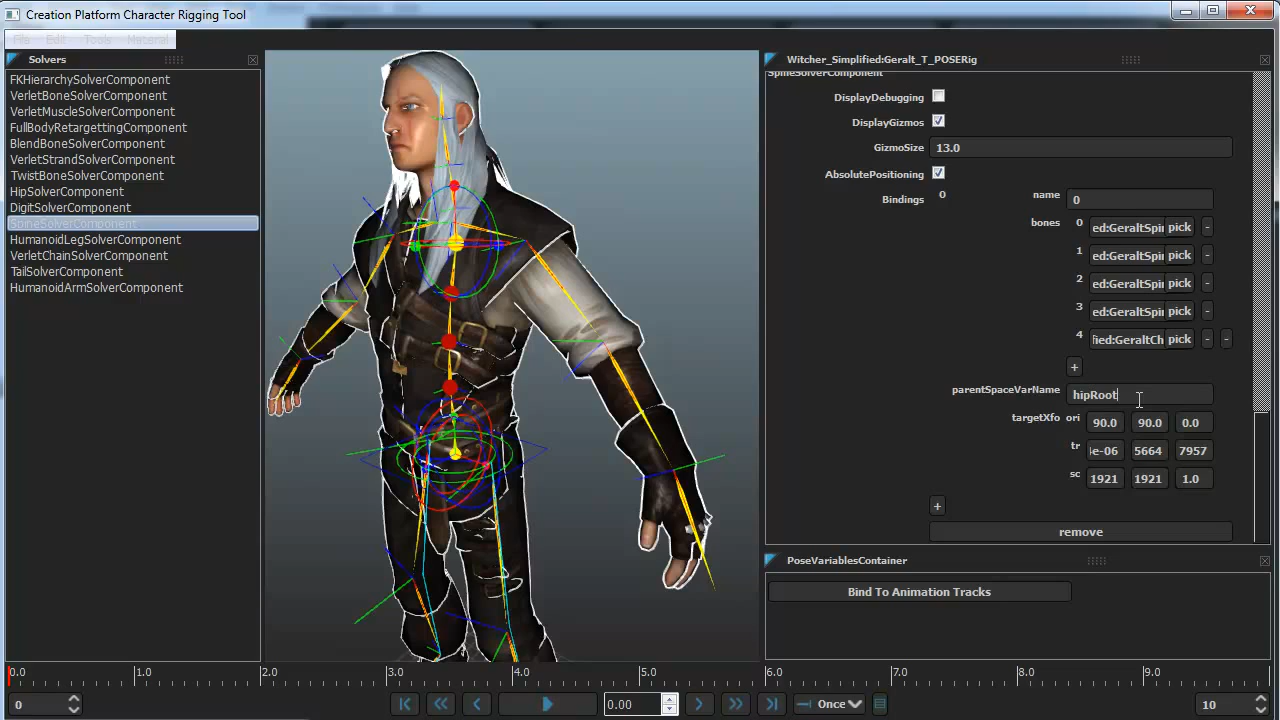 Creation Platform Character Rigging Tool
File Edit Tools Material
Solvers
FKHierarchySolverComponent
VerletBoneSolverComponent
VerletMuscleSolverComponent
FullBodyRetargettingComponent
BlendBoneSolverComponent
VerletStrandSolverComponent
TwistBoneSolverComponent
HipSolverComponent
DigitSolverComponent
SpineSolverComponent
HumanoidLegSolverComponent
VerletChainSolverComponent
TailSolverComponent
HumanoidArmSolverComponent
Witcher_Simplified:Geralt_T_POSERig
SpineSolverComponent
DisplayDebugging
DisplayGizmos
GizmoSize 13.0
AbsolutePositioning
Bindings 0 name 0
bones 0 ed:GeraltSpi pick -
1 ed:GeraltSpi pick -
2 ed:GeraltSpi pick -
3 ed:GeraltSpi pick -
4 ied:GeraltCh pick - -
+
parentSpaceVarName hipRoot
targetXfo ori 90.0 90.0 0.0
tr e-06 5664 7957
sc 1921 1921 1.0
+
remove
PoseVariablesContainer
Bind To Animation Tracks
0.0 1.0 2.0 3.0 4.0 5.0 6.0 7.0 8.0 9.0
0 0.00 Once 10